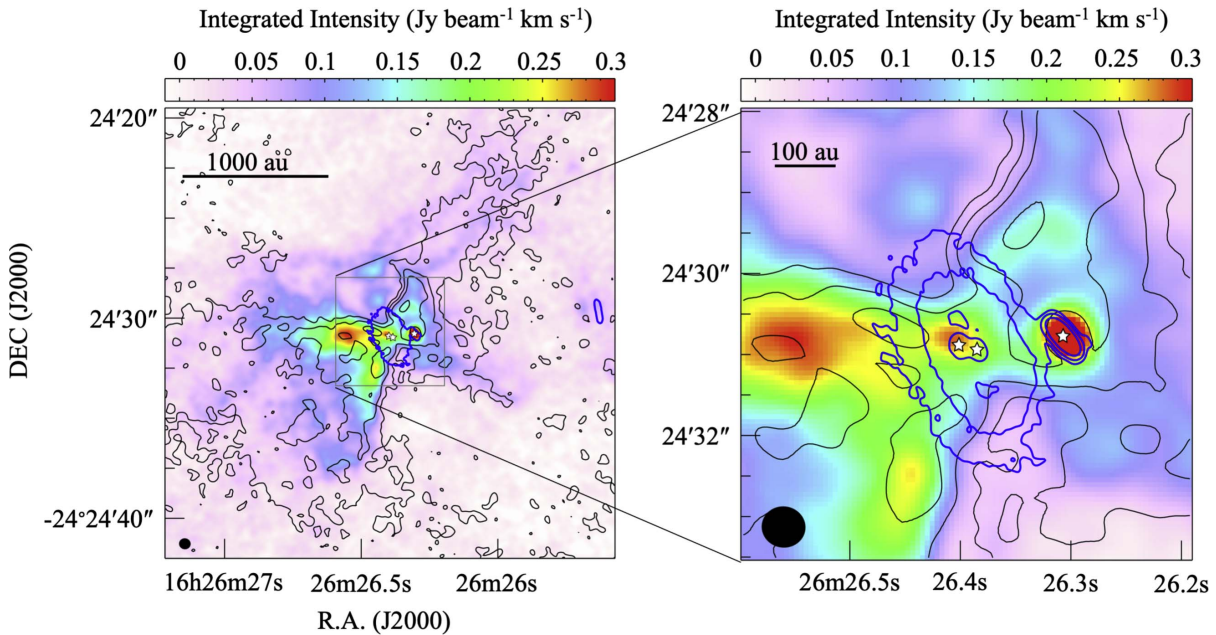 Integrated Intensity (Jy beam⁻¹ km s⁻¹)
0 0.05 0.1 0.15 0.2 0.25 0.3
24′20″
1000 au
24′30″
-24°24′40″
16h26m27s 26m26.5s 26m26s
R.A. (J2000)
DEC (J2000)
Integrated Intensity (Jy beam⁻¹ km s⁻¹)
0 0.05 0.1 0.15 0.2 0.25 0.3
24′28″
100 au
24′30″
24′32″
26m26.5s 26.4s 26.3s 26.2s